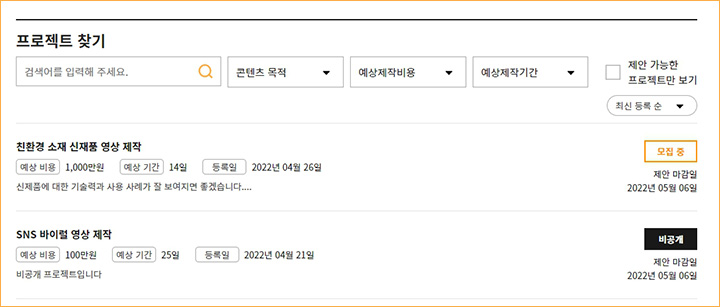 프로젝트 찾기
검색어를 입력해 주세요.
콘텐츠 목적
예상제작비용
예상제작기간
제안 가능한
프로젝트만 보기
최신 등록 순
친환경 소재 신재품 영상 제작
모집 중
예상 비용 1,000만원 예상 기간 14일 등록일 2022년 04월 26일
제안 마감일
신제품에 대한 기술력과 사용 사례가 잘 보여지면 좋겠습니다....
2022년 05월 06일
SNS 바이럴 영상 제작
비공개
예상 비용 100만원 예상 기간 25일 등록일 2022년 04월 21일
제안 마감일
비공개 프로젝트입니다
2022년 05월 06일